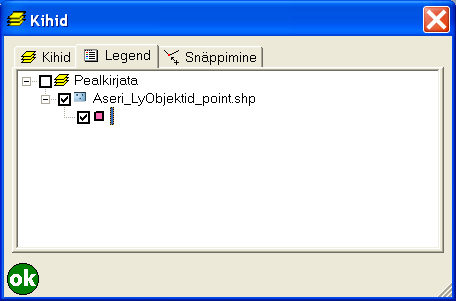 Kihid
Kihid Legend Snäppimine
Pealkirjata
Aseri_LyObjektid_point.shp
ok